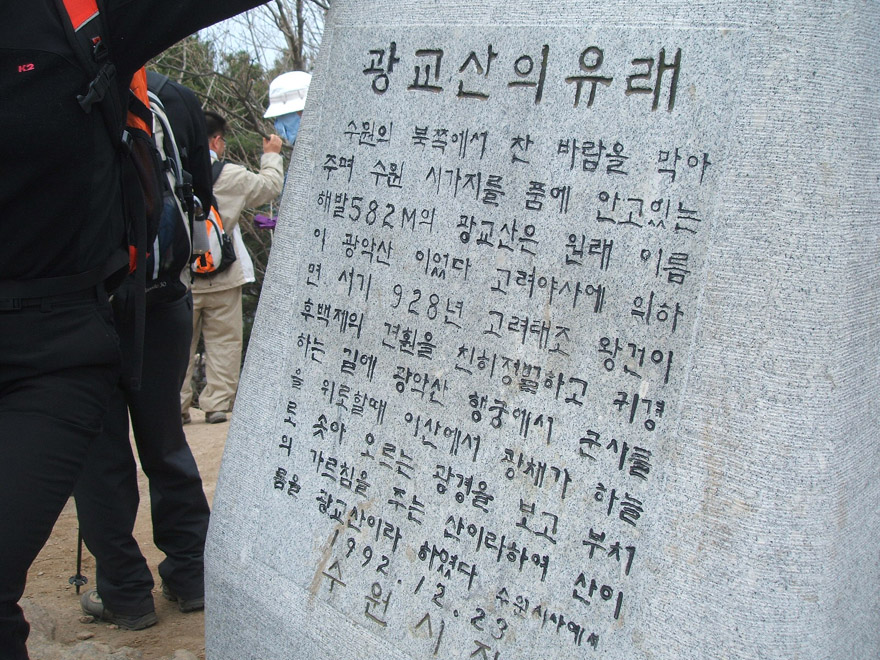 K2
광교산의유래
수원의 북쪽에서 찬 바람을 막아
주며 수원 시가지를 품에 안고있는
해발582M의 광교산은 원래 이름
이 광악산 이었다 고려야사에 위하
면 서기 928년 고려태조 왕건이
후백제의 견훤을 친히정벌하고 귀경
하는 길에 광악산 행궁에서 군사들
을 위로할때 이산에서 광채가 하늘
로 솟아 오르는 광경을 보고 부처
의 가르침을 주는 산이라하여 산이
름을 광교산이라 하였다 수원시사에서
1992.12.23
수원시